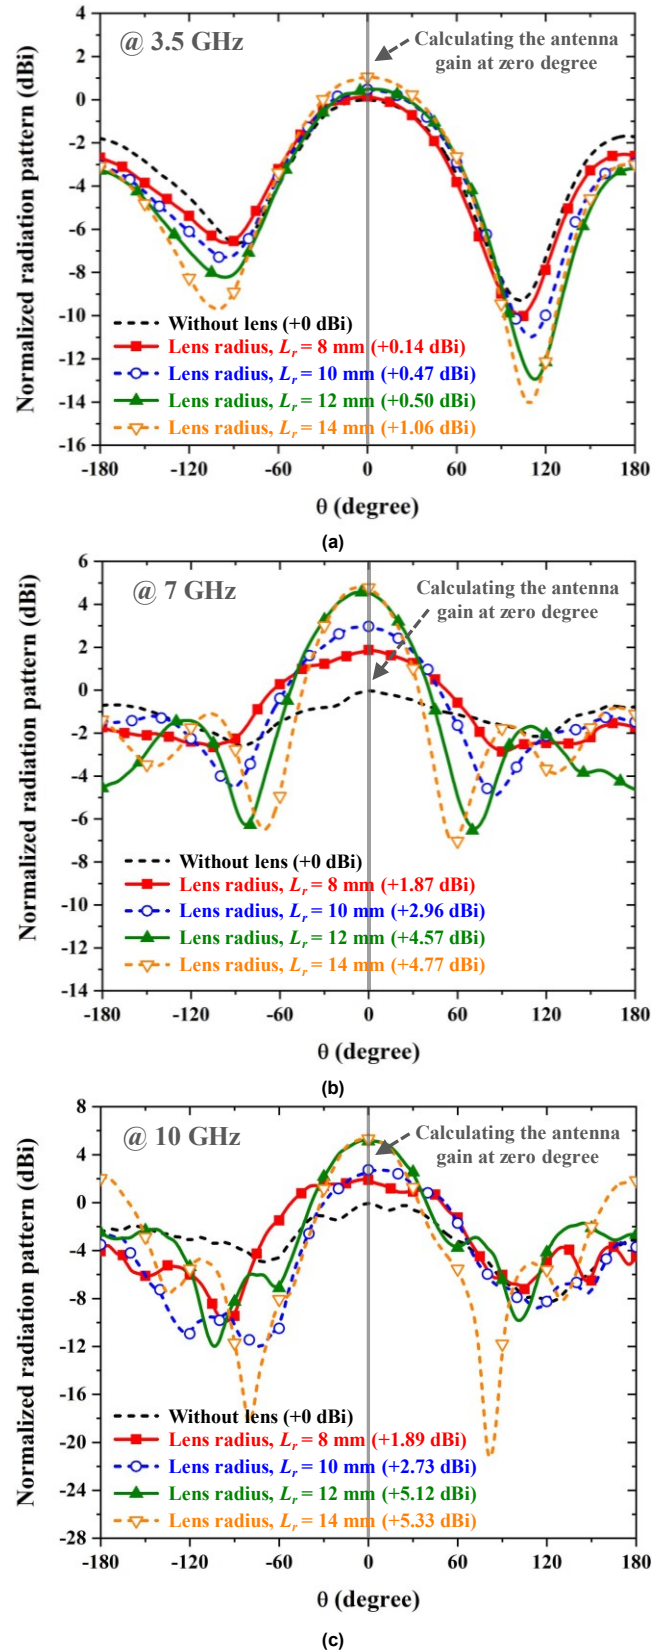 @ 3.5 GHz
Calculating the antenna
gain at zero degree
Normalized radiation pattern (dBi)
4
2
0
-2
-4
-6
-8
-10
-12
-14
-16
Without lens (+0 dBi)
Lens radius, Lr = 8 mm (+0.14 dBi)
Lens radius, Lr = 10 mm (+0.47 dBi)
Lens radius, Lr = 12 mm (+0.50 dBi)
Lens radius, Lr = 14 mm (+1.06 dBi)
-180 -120 -60 0 60 120 180
θ (degree)
(a)
@ 7 GHz
Calculating the antenna
gain at zero degree
Normalized radiation pattern (dBi)
6
4
2
0
-2
-4
-6
-8
-10
-12
-14
Without lens (+0 dBi)
Lens radius, Lr = 8 mm (+1.87 dBi)
Lens radius, Lr = 10 mm (+2.96 dBi)
Lens radius, Lr = 12 mm (+4.57 dBi)
Lens radius, Lr = 14 mm (+4.77 dBi)
-180 -120 -60 0 60 120 180
θ (degree)
(b)
@ 10 GHz
Calculating the antenna
gain at zero degree
Normalized radiation pattern (dBi)
8
4
0
-4
-8
-12
-16
-20
-24
-28
Without lens (+0 dBi)
Lens radius, Lr = 8 mm (+1.89 dBi)
Lens radius, Lr = 10 mm (+2.73 dBi)
Lens radius, Lr = 12 mm (+5.12 dBi)
Lens radius, Lr = 14 mm (+5.33 dBi)
-180 -120 -60 0 60 120 180
θ (degree)
(c)